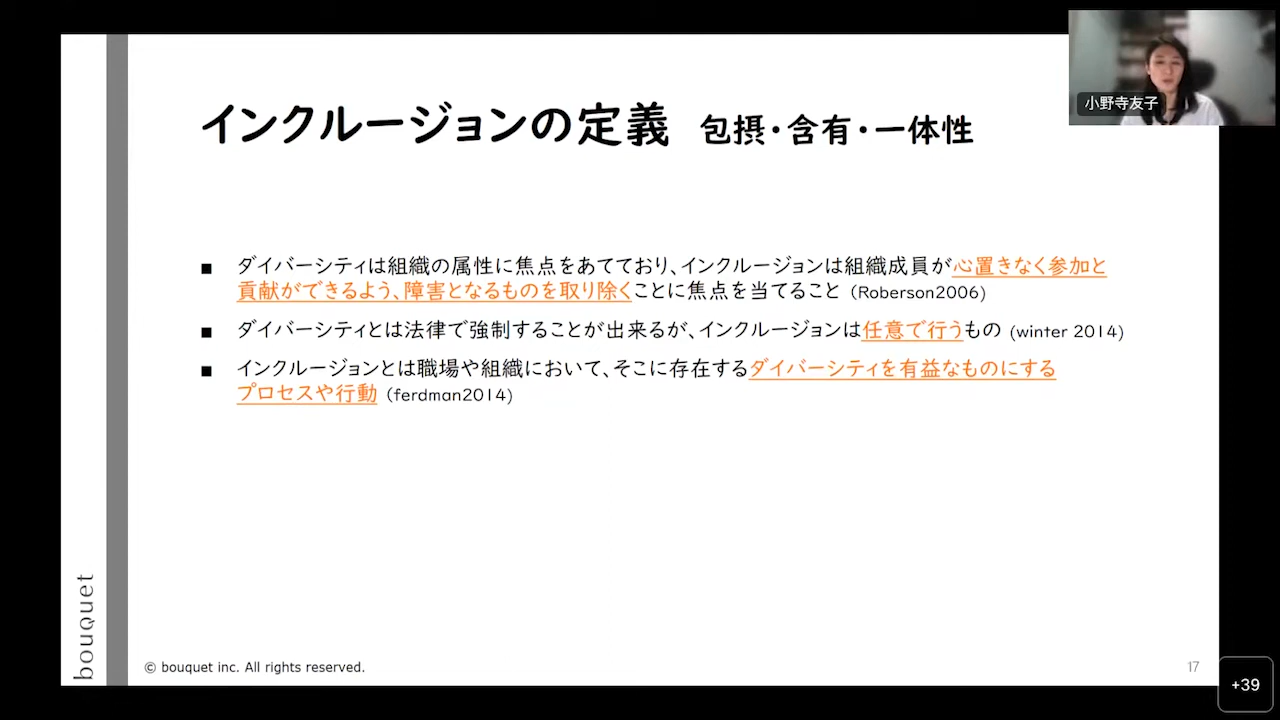 小野寺友子
インクルージョンの定義 包摂・含有・一体性
■ ダイバーシティは組織の属性に焦点をあてており、インクルージョンは組織成員が心置きなく参加と
貢献ができるよう、障害となるものを取り除くことに焦点を当てること (Roberson2006)
■ ダイバーシティとは法律で強制することが出来るが、インクルージョンは任意で行うもの (winter 2014)
■ インクルージョンとは職場や組織において、そこに存在するダイバーシティを有益なものにする
プロセスや行動 (ferdman2014)
bouquet
© bouquet inc. All rights reserved.
17
+39